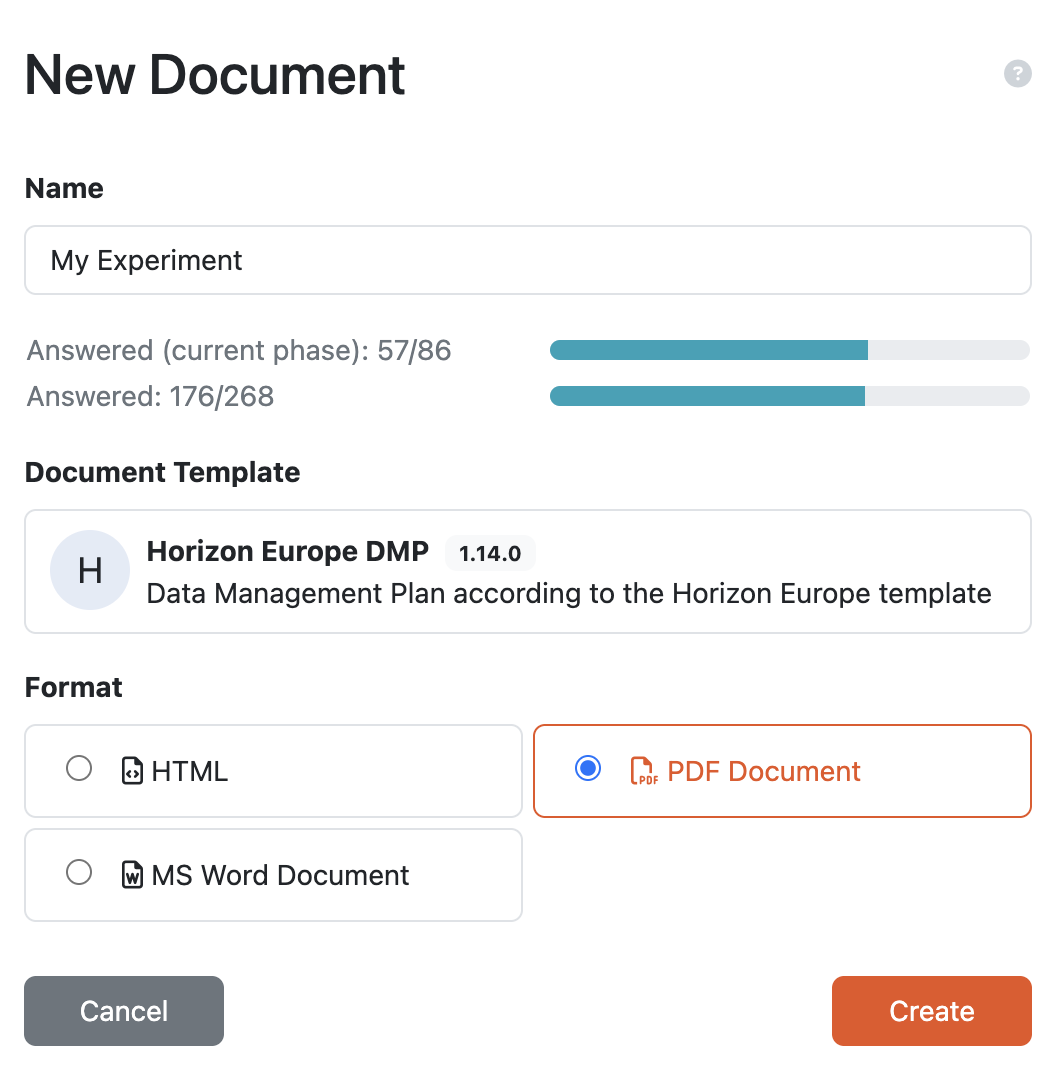 New Document
?
Name
My Experiment
Answered (current phase): 57/86
Answered: 176/268
Document Template
H
Horizon Europe DMP 1.14.0
Data Management Plan according to the Horizon Europe template
Format
HTML
PDF PDF Document
W MS Word Document
Cancel
Create